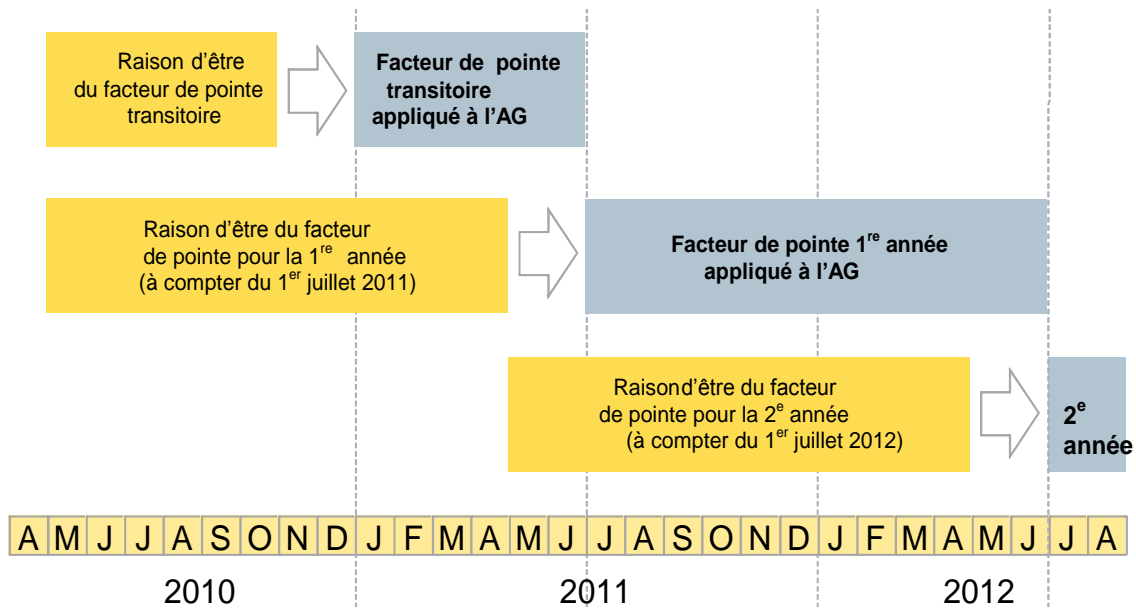 Raison d'être
du facteur de pointe
transitoire
Facteur de pointe
transitoire
appliqué à l'AG
Raison d'être du facteur
de pointe pour la 1re année
(à compter du 1er juillet 2011)
Facteur de pointe 1re année
appliqué à l'AG
Raisond'être du facteur
de pointe pour la 2e année
(à compter du 1er juillet 2012)
2e
année
A M J J A S O N D J F M A M J J A S O N D J F M A M J J A
2010 2011 2012